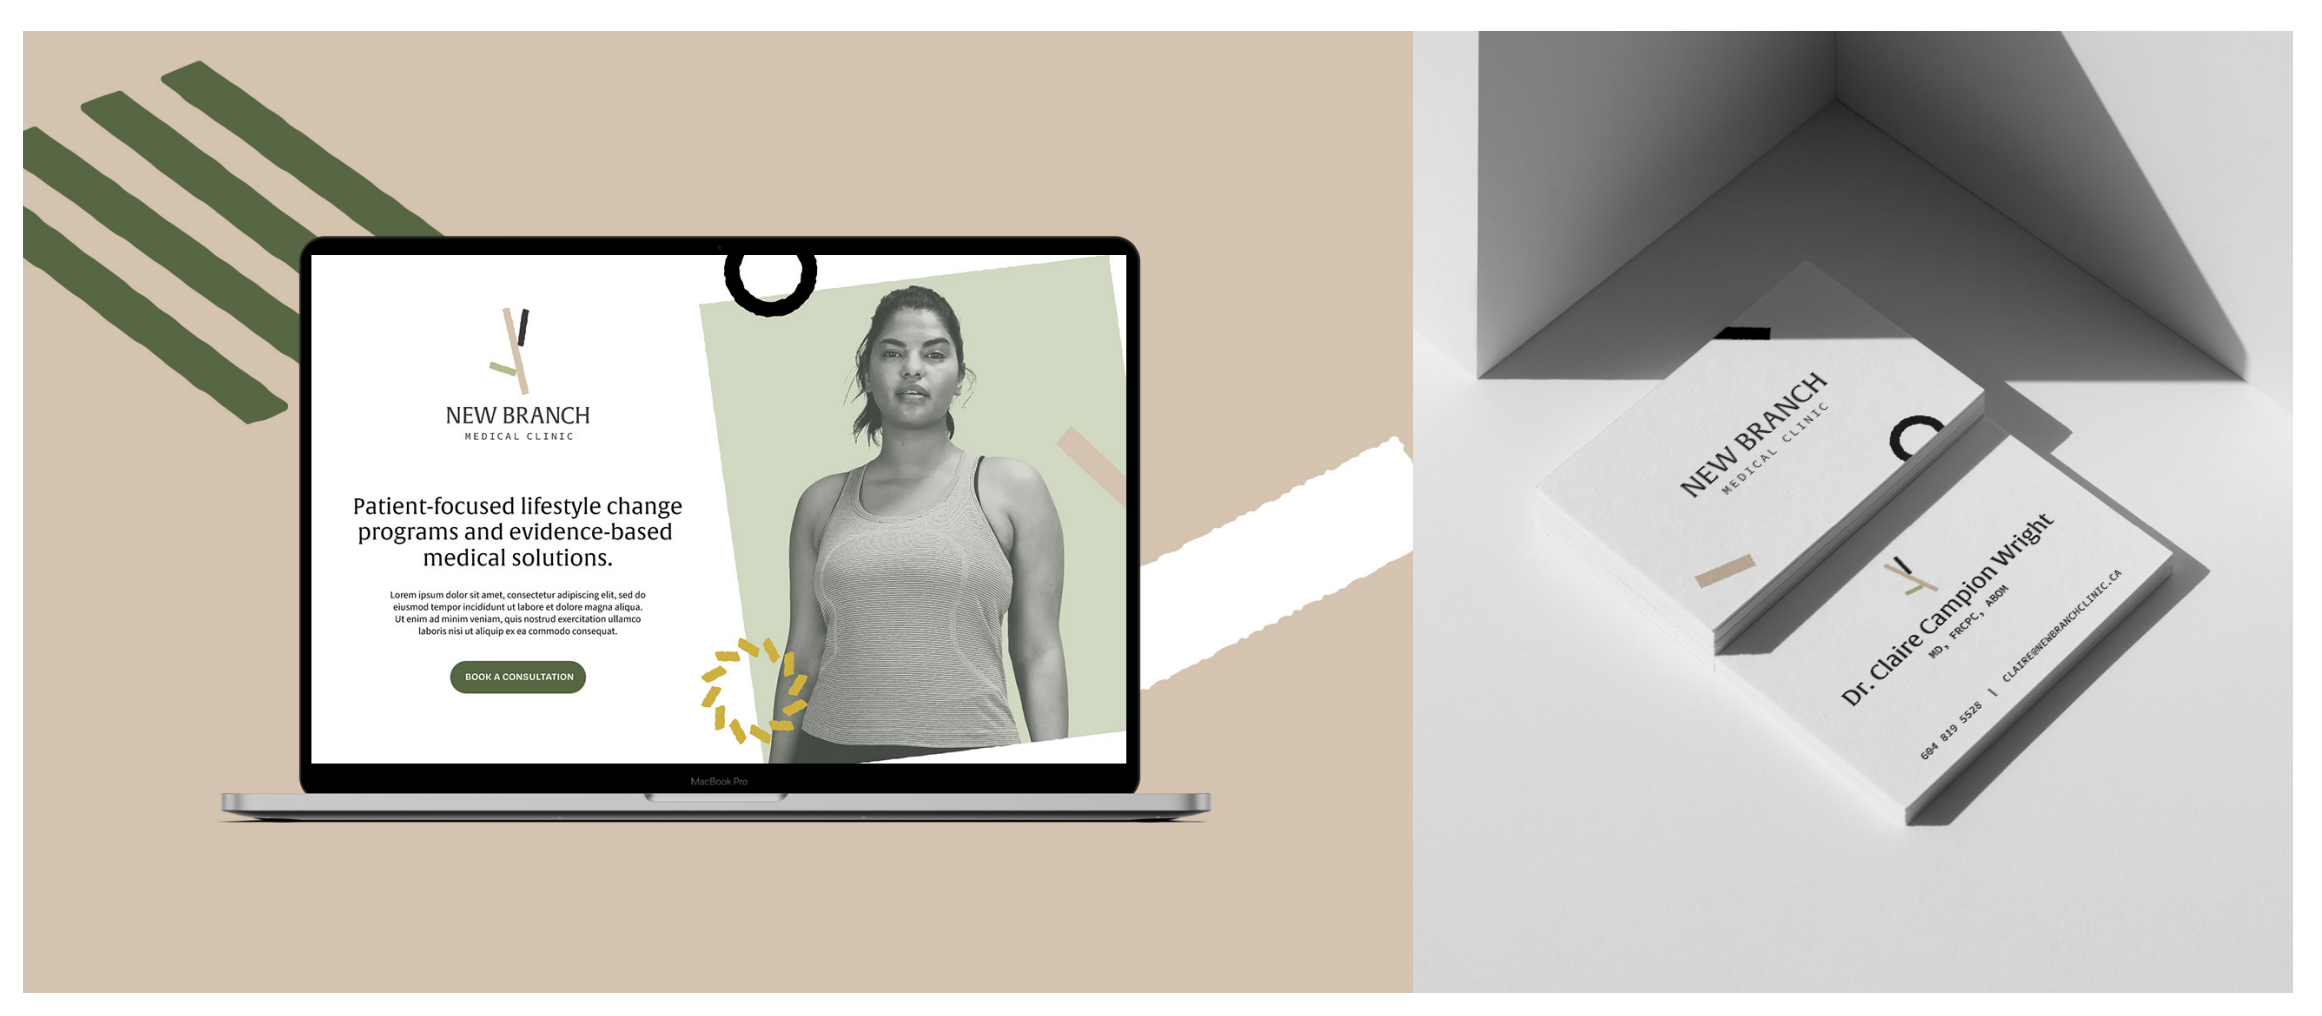 NEW BRANCH
MEDICAL CLINIC
Patient-focused lifestyle change
programs and evidence-based
medical solutions.
Lorem ipsum dolor sit amet, consectetur adipiscing elit, sed do
eiusmod tempor incididunt ut labore et dolore magna aliqua.
Ut enim ad minim veniam, quis nostrud exercitation ullamco
laboris nisi ut aliquip ex ea commodo consequat.
BOOK A CONSULTATION
MacBook Pro
NEW BRANCH
MEDICAL CLINIC
Dr. Claire Campion Wright
MD, FRCPC, ABOM
604 819 5528 | CLAIRE@NEWBRANCHCLINIC.CA